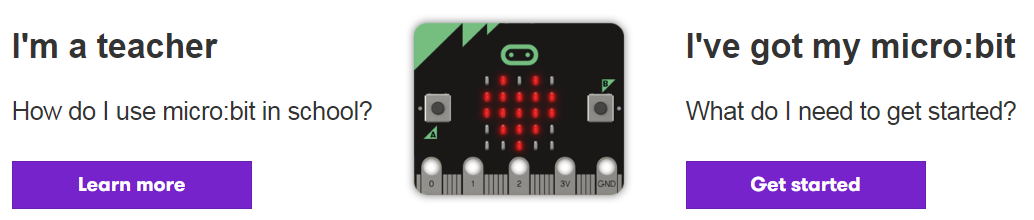 I'm a teacher
How do I use micro:bit in school?
Learn more
A
B
0 1 2 3V GND
I've got my micro:bit
What do I need to get started?
Get started